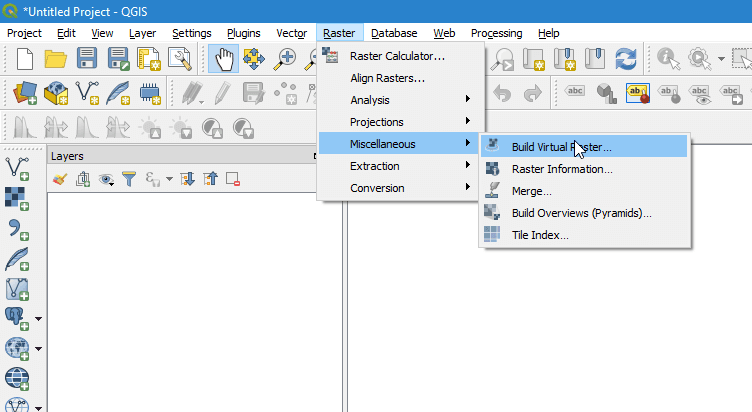 *Untitled Project - QGIS
Project Edit View Layer Settings Plugins Vector Raster Database Web Processing Help
Raster Calculator...
Align Rasters...
Analysis
Projections
Miscellaneous
Extraction
Conversion
Build Virtual Raster...
Raster Information...
Merge...
Build Overviews (Pyramids)...
Tile Index...
abc
abc
abc
abc
abc
Layers